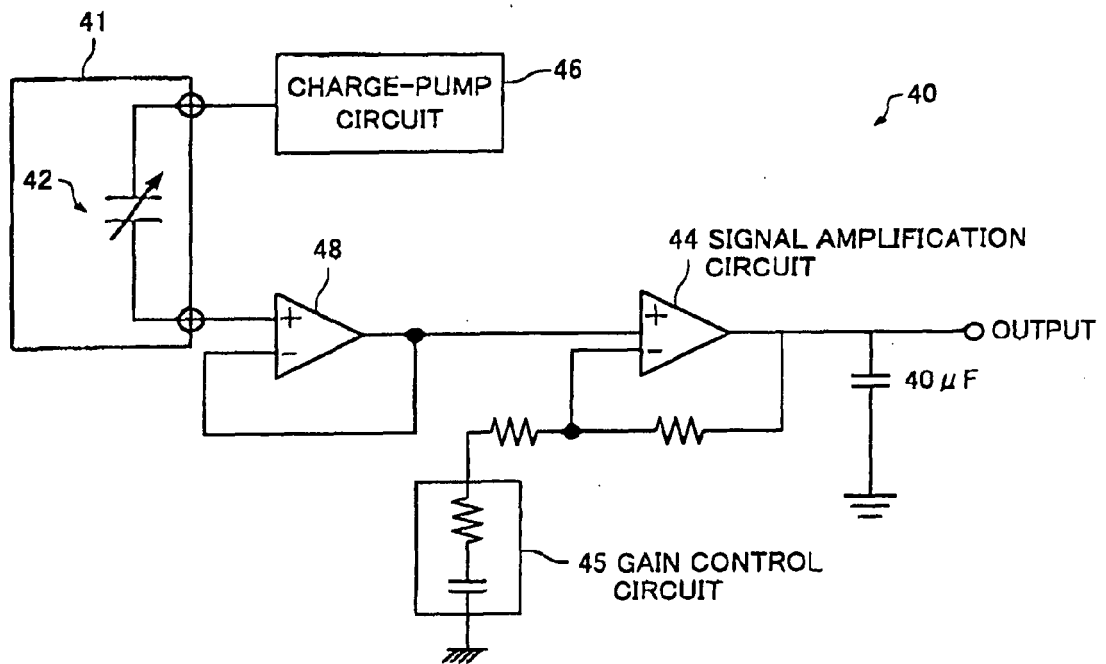 41
CHARGE-PUMP
CIRCUIT
46
40
42
48
44 SIGNAL AMPLIFICATION
CIRCUIT
+
-
+
-
OUTPUT
40μF
45 GAIN CONTROL
CIRCUIT